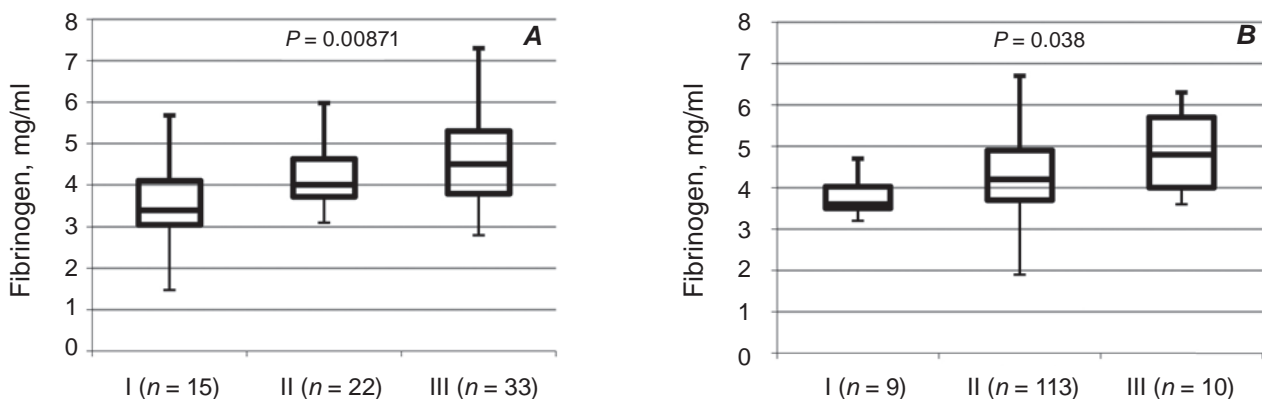 Fibrinogen, mg/ml
8
7
6
5
4
3
2
1
0
P = 0.00871
A
I (n = 15)
II (n = 22)
III (n = 33)
Fibrinogen, mg/ml
8
7
6
5
4
3
2
1
0
P = 0.038
B
I (n = 9)
II (n = 113)
III (n = 10)